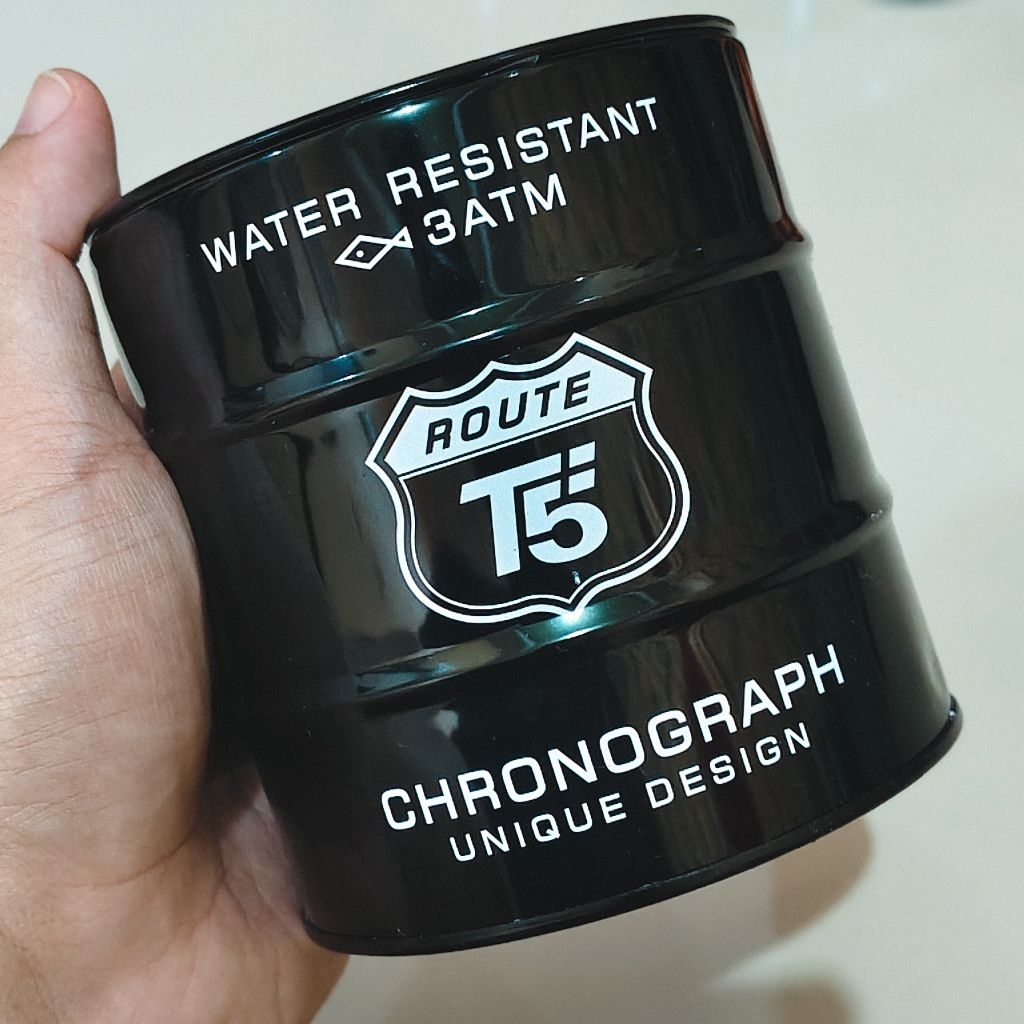 WATER RESISTANT
3ATM
ROUTE
T5
CHRONOGRAPH
UNIQUE DESIGN